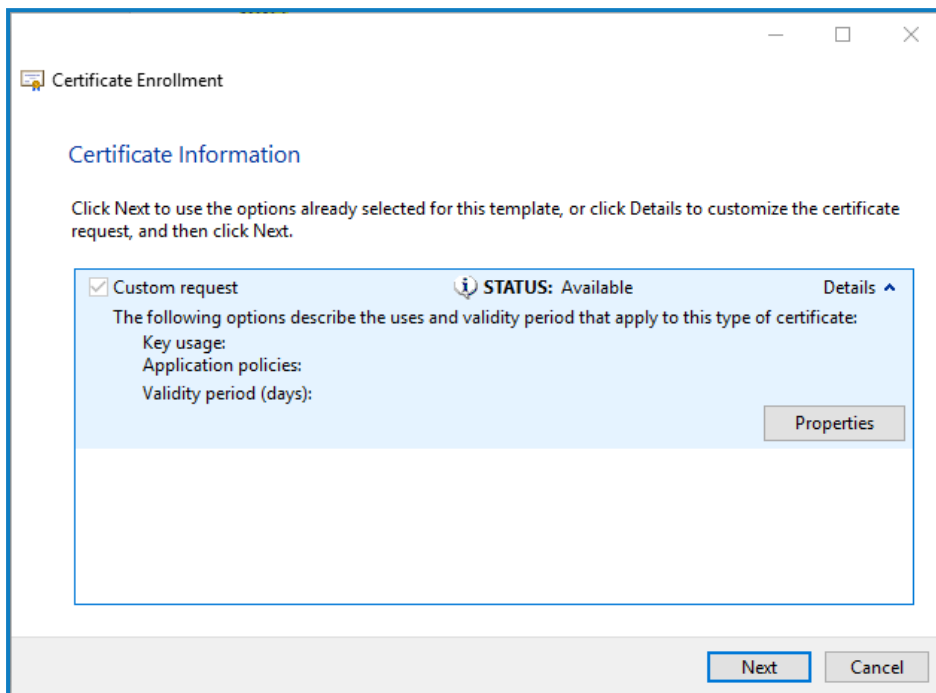 Certificate Enrollment
Certificate Information
Click Next to use the options already selected for this template, or click Details to customize the certificate
request, and then click Next.
Custom request STATUS: Available Details
The following options describe the uses and validity period that apply to this type of certificate:
Key usage:
Application policies:
Validity period (days):
Properties
Next Cancel